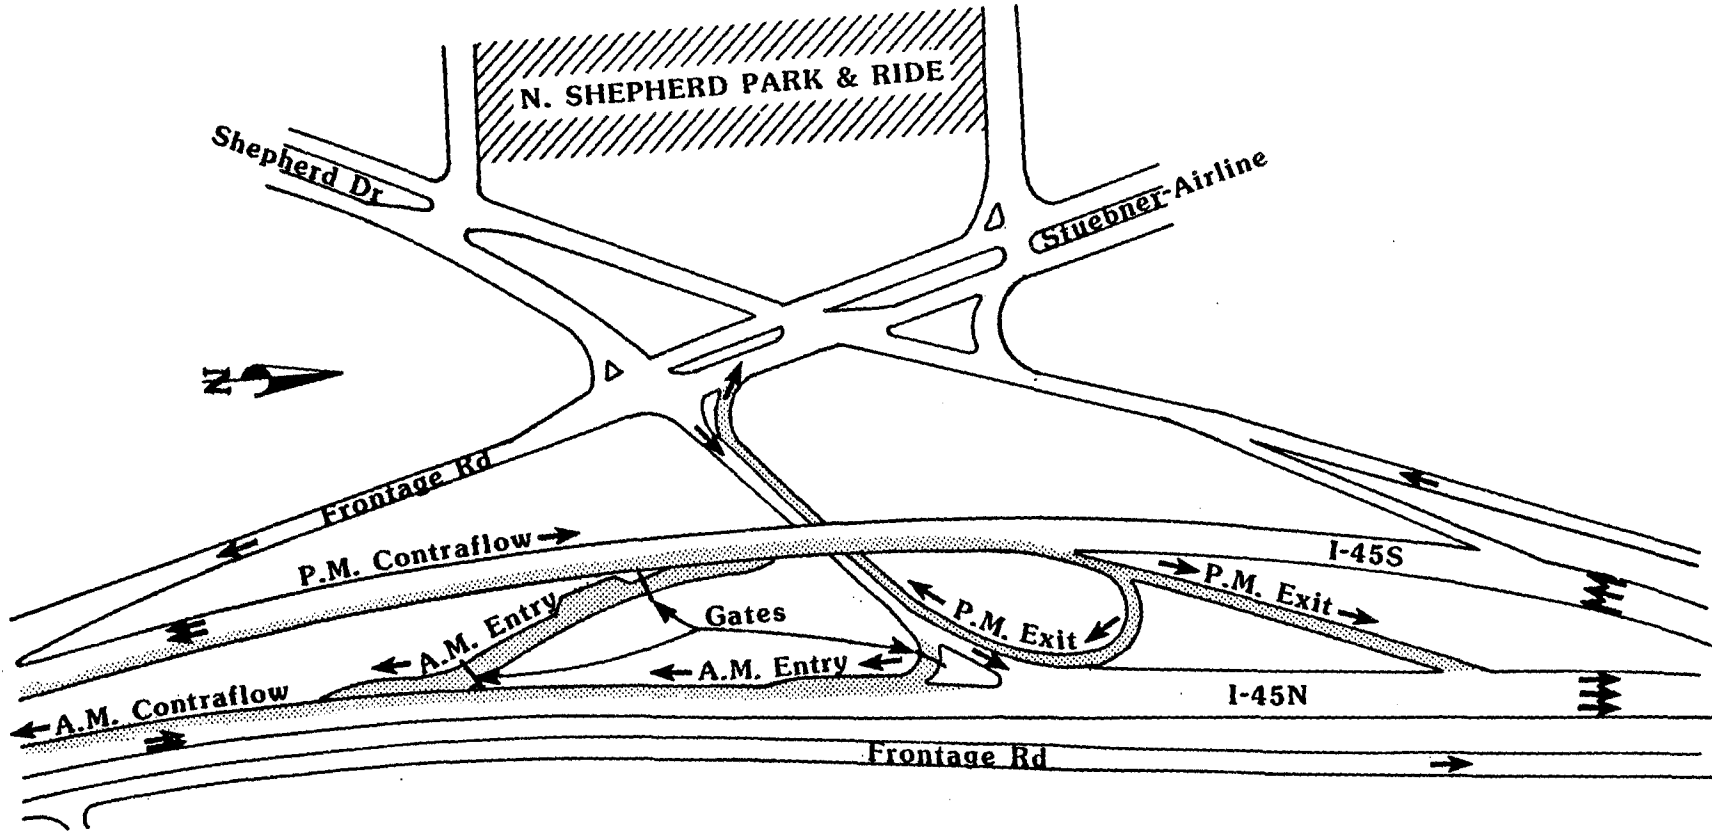 N. SHEPHERD PARK & RIDE
Shepherd Dr
Stuebner-Airline
N
Frontage Rd
P.M. Contraflow
I-45S
P.M. Exit
A.M. Entry
Gates
P.M. Exit
A.M. Entry
A.M. Contraflow
I-45N
Frontage Rd